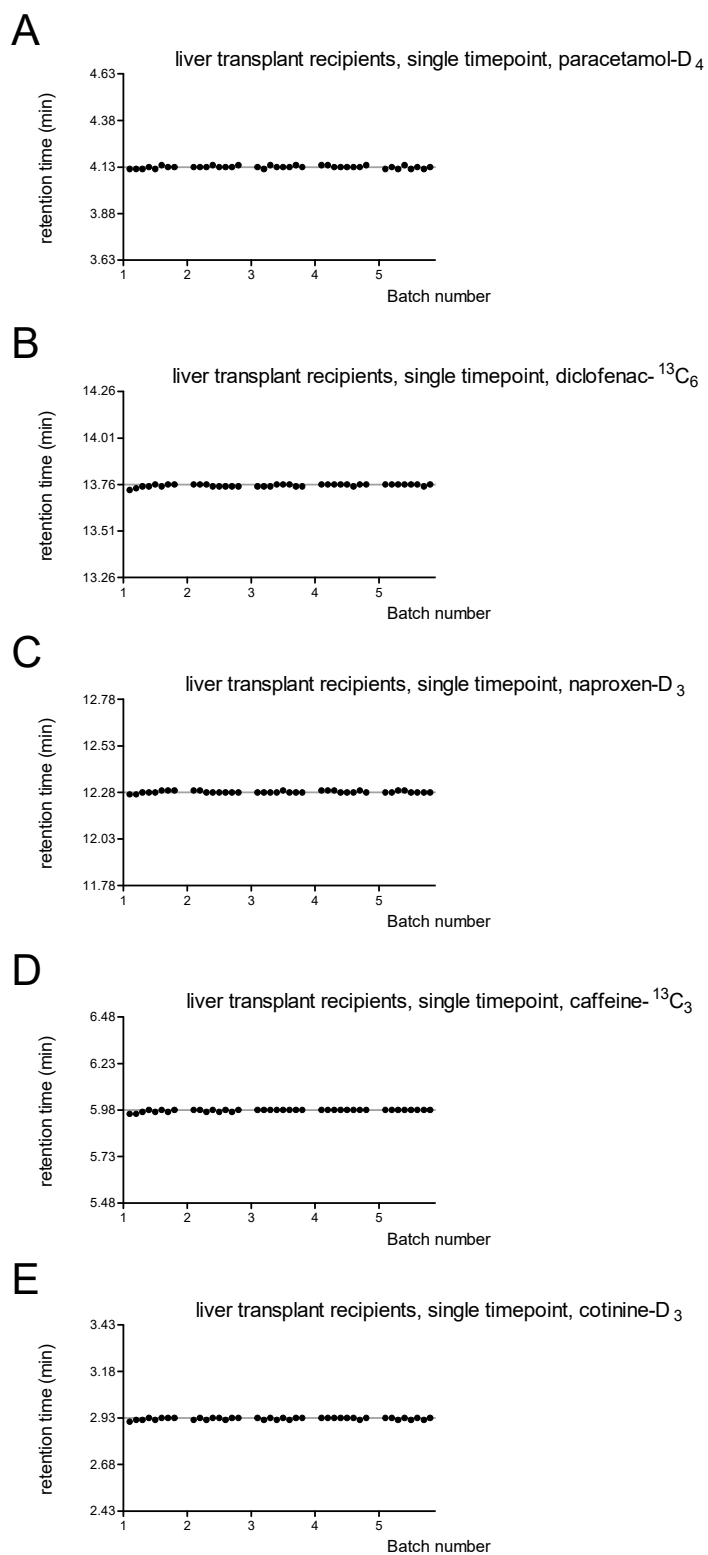 A
liver transplant recipients, single timepoint, paracetamol-D4
retention time (min)
4.63
4.38
4.13
3.88
3.63
1 2 3 4 5
Batch number
B
liver transplant recipients, single timepoint, diclofenac- 13C6
retention time (min)
14.26
14.01
13.76
13.51
13.26
1 2 3 4 5
Batch number
C
liver transplant recipients, single timepoint, naproxen-D3
retention time (min)
12.78
12.53
12.28
12.03
11.78
1 2 3 4 5
Batch number
D
liver transplant recipients, single timepoint, caffeine- 13C3
retention time (min)
6.48
6.23
5.98
5.73
5.48
1 2 3 4 5
Batch number
E
liver transplant recipients, single timepoint, cotinine-D3
retention time (min)
3.43
3.18
2.93
2.68
2.43
1 2 3 4 5
Batch number